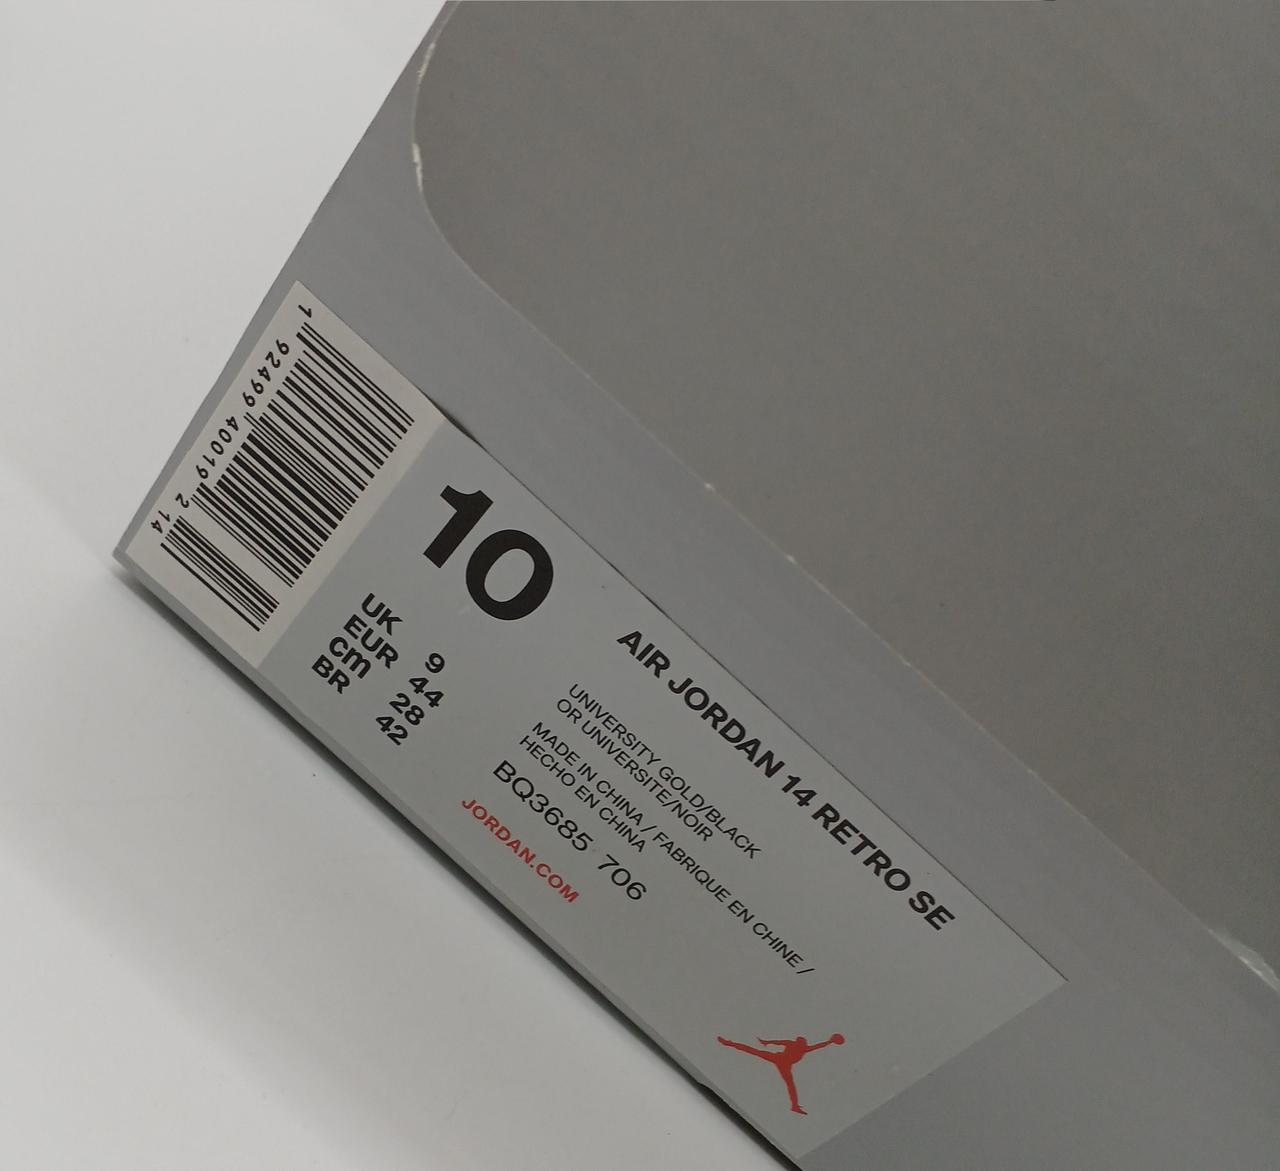 1 92499 40019 2 14
10
UK 9
EUR 44
cm 28
BR 42
AIR JORDAN 14 RETRO SE
UNIVERSITY GOLD/BLACK
OR UNIVERSITE/NOIR
MADE IN CHINA / FABRIQUE EN CHINE /
HECHO EN CHINA
BQ3685 706
JORDAN.COM